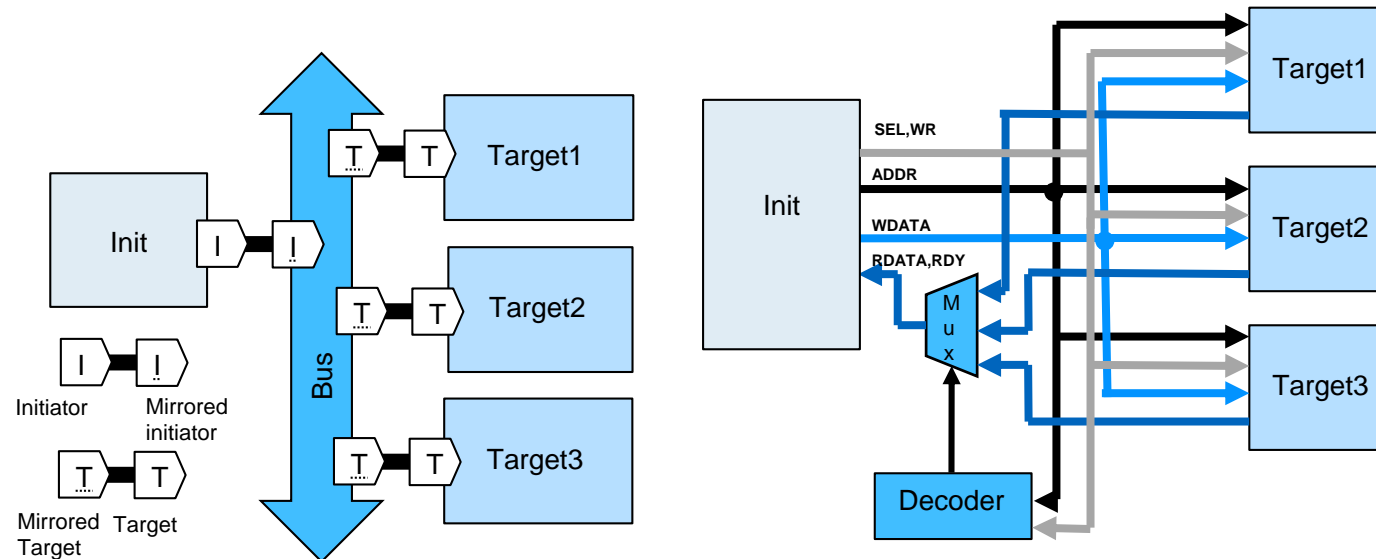 Init
I
I
T
T
Target1
T
T
Target2
T
T
Target3
Bus
I
I
Initiator
Mirrored
initiator
T
T
Mirrored
Target
Target
Init
SEL,WR
ADDR
WDATA
RDATA,RDY
Mux
Decoder
Target1
Target2
Target3